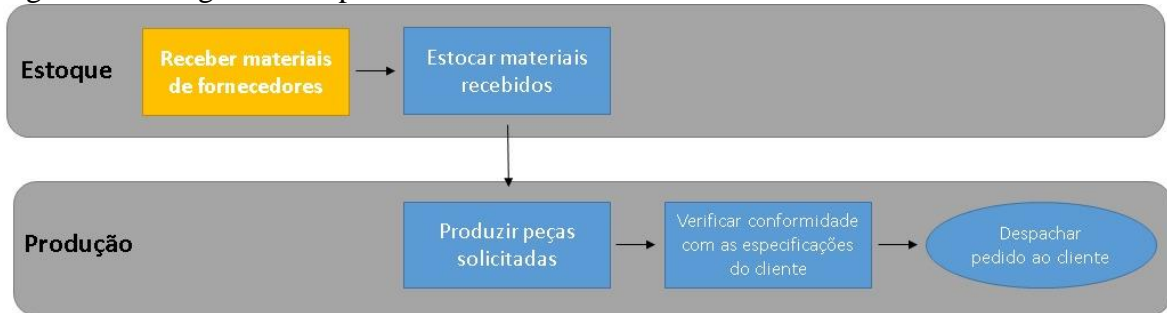 Estoque
Receber materiais
de fornecedores
Estocar materiais
recebidos
Produção
Produzir peças
solicitadas
Verificar conformidade
com as especificações
do cliente
Despachar
pedido ao cliente